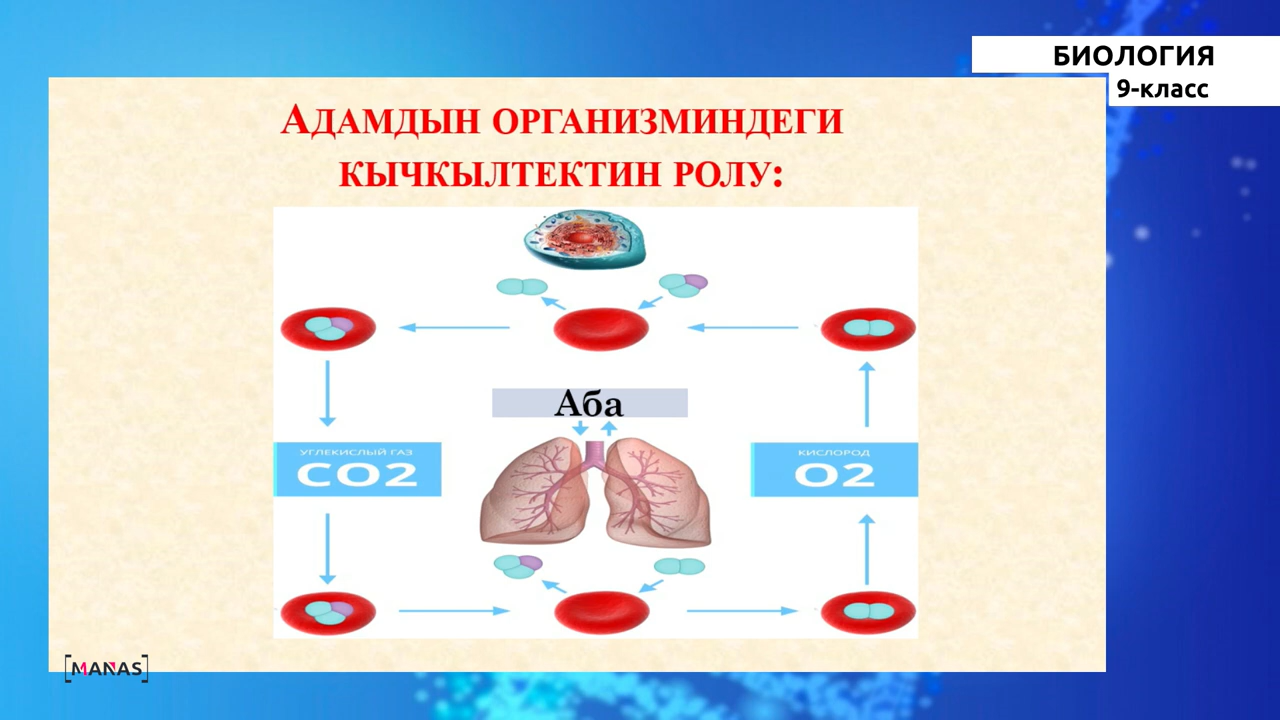 БИОЛОГИЯ
9-класс
Адамдын организминдеги
кычкылтектин ролу:
Аба
УГЛЕКИСЛЫЙ ГАЗ
CO2
КИСЛОРОД
O2
[MANAS]